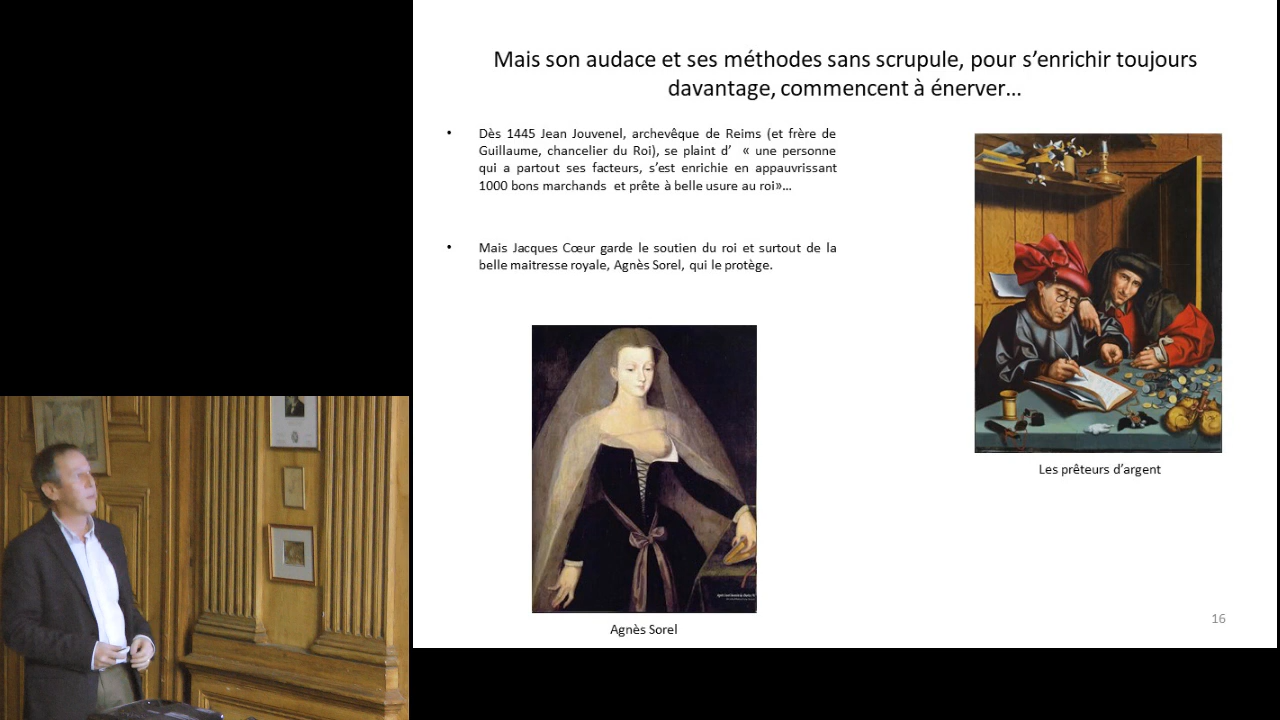 Mais son audace et ses méthodes sans scrupule, pour s’enrichir toujours
davantage, commencent à énerver…
• Dès 1445 Jean Jouvenel, archevêque de Reims (et frère de
Guillaume, chancelier du Roi), se plaint d’ « une personne
qui a partout ses facteurs, s’est enrichie en appauvrissant
1000 bons marchands et prête à belle usure au roi»…
• Mais Jacques Cœur garde le soutien du roi et surtout de la
belle maitresse royale, Agnès Sorel, qui le protège.
Les prêteurs d’argent
Agnès Sorel
16